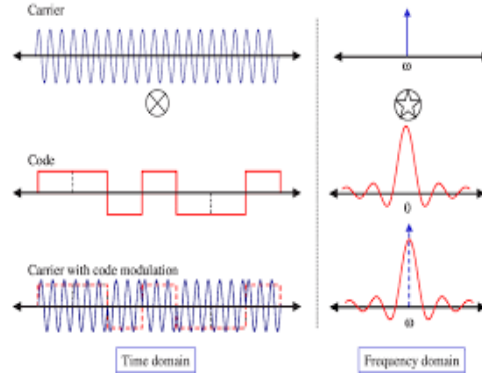 Carrier
ω
Code
0
Carrier with code modulation
ω
Time domain
Frequency domain